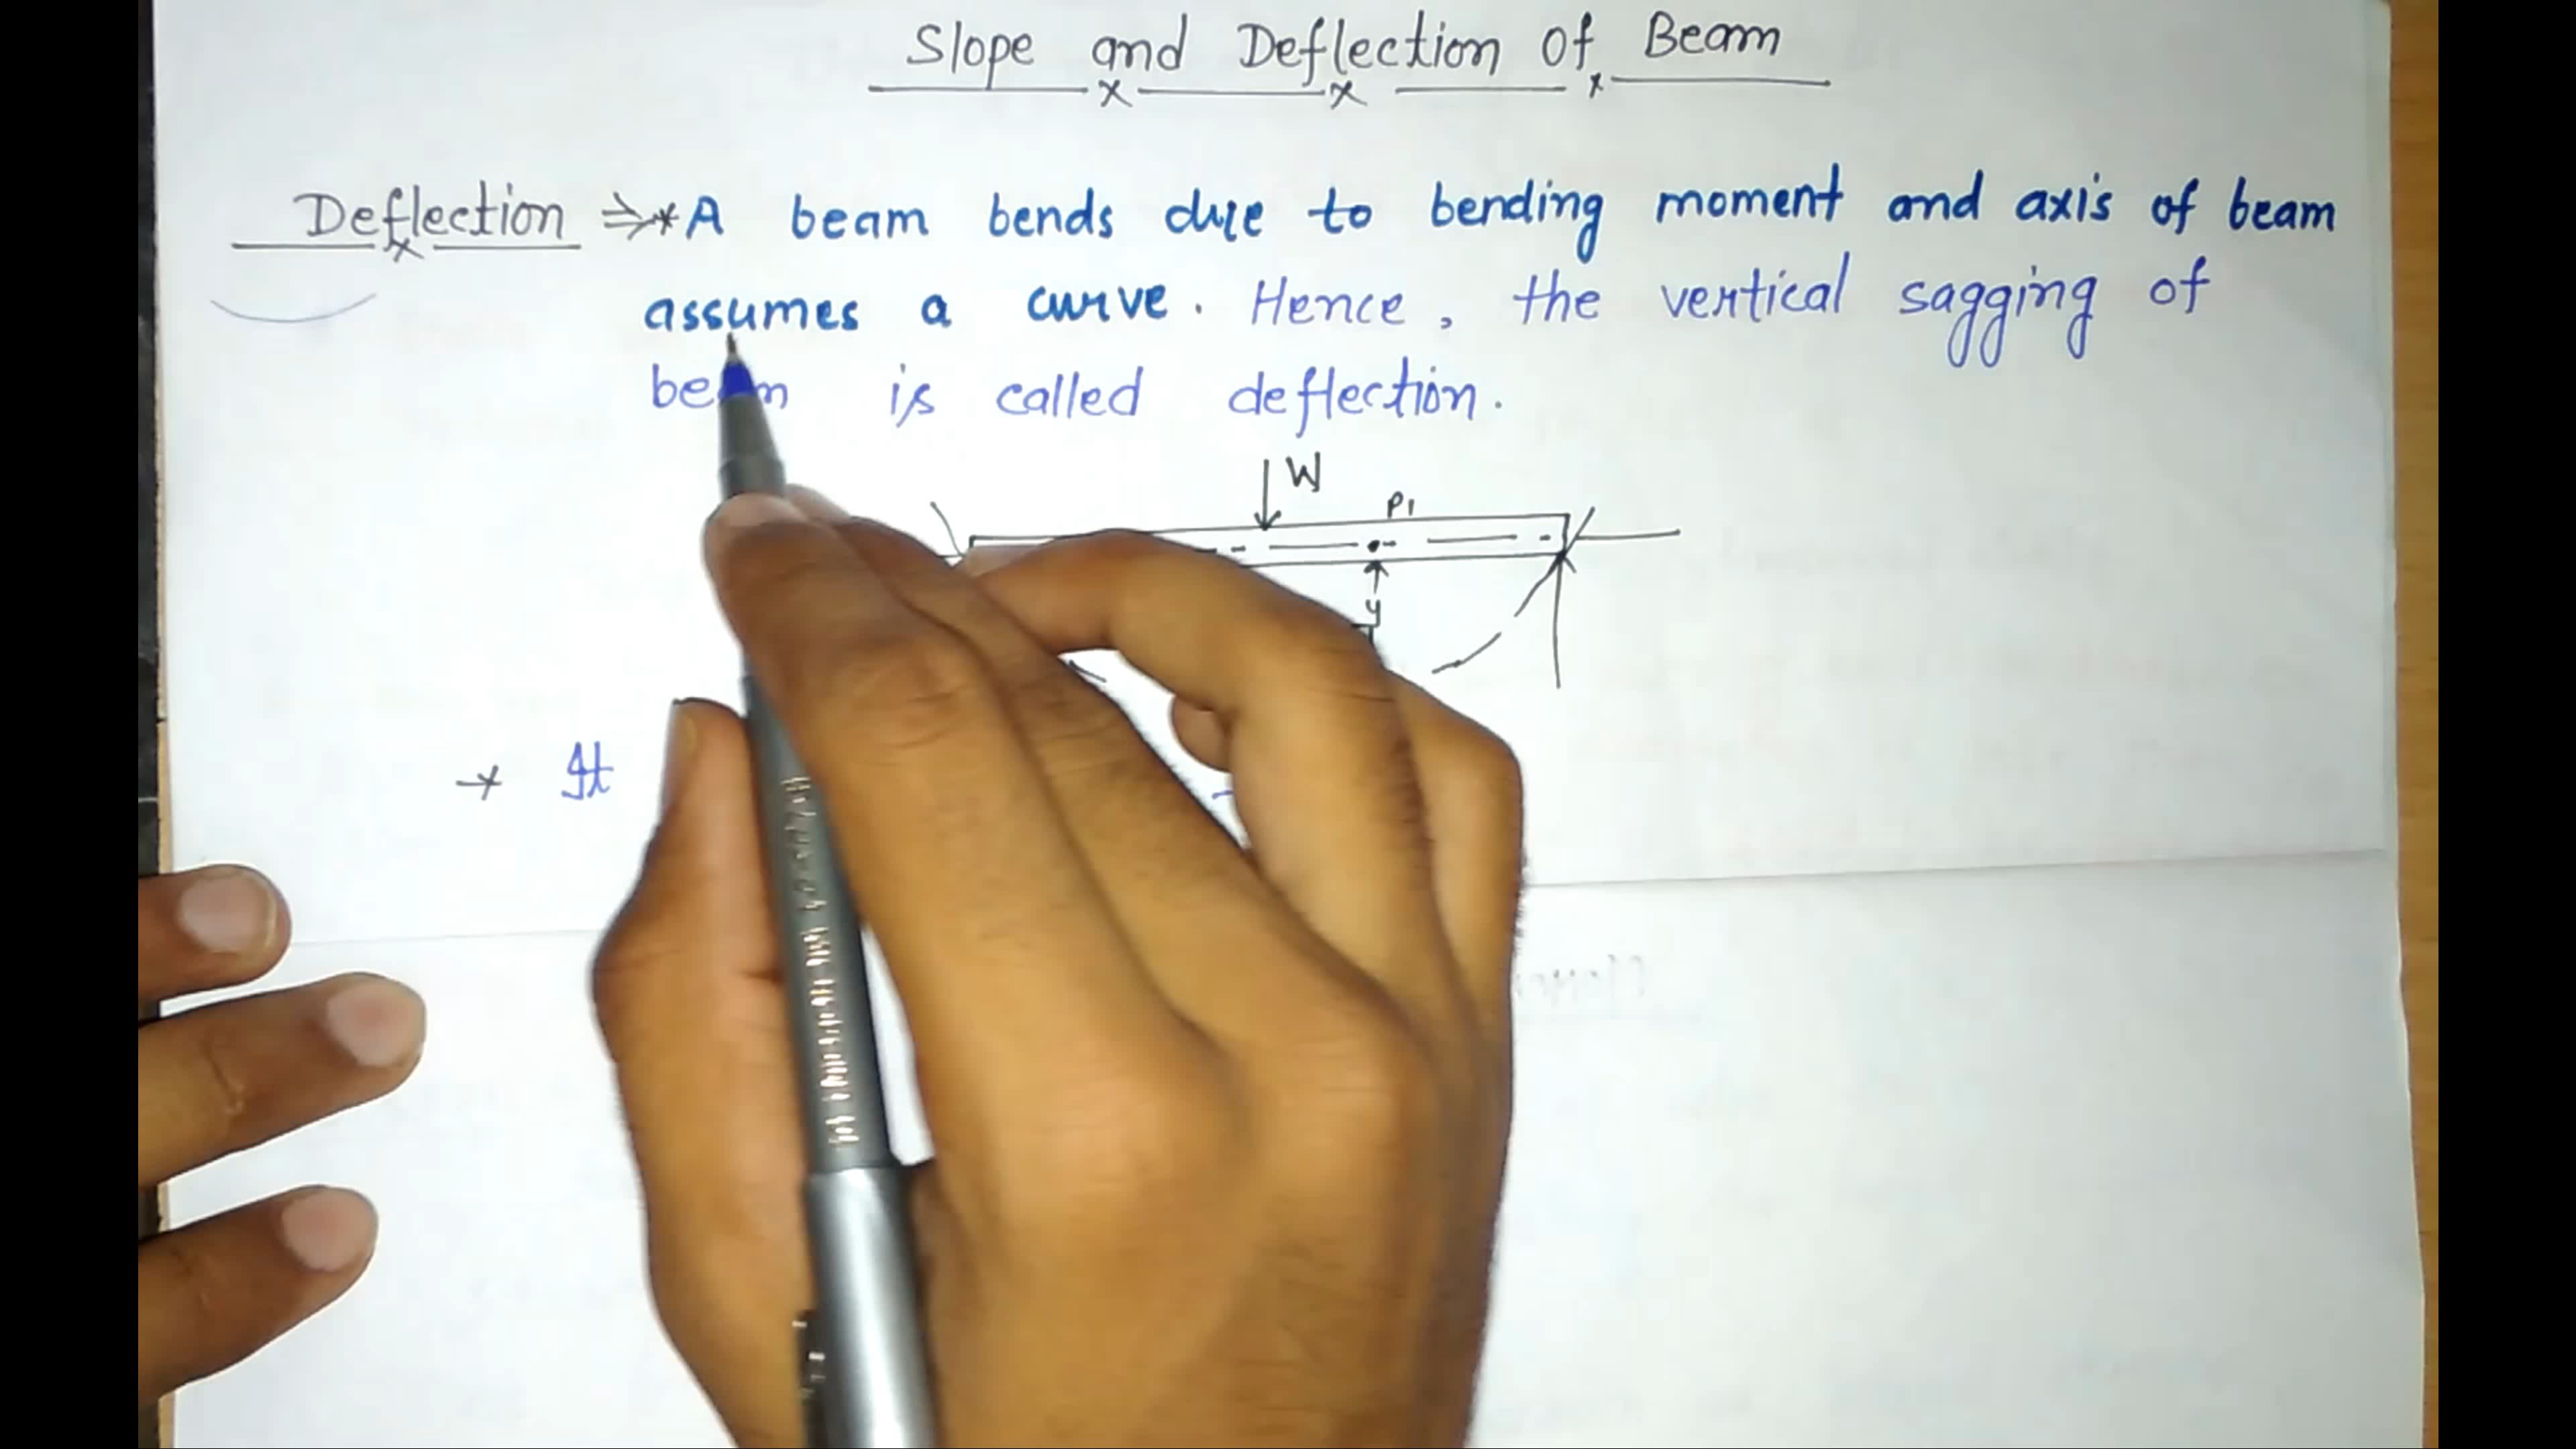 Slope and Deflection Of Beam
Deflection ⇒ * A beam bends due to bending moment and axis of beam
assumes a curve. Hence, the vertical sagging of
beam is called deflection.
W
P1
y
* It